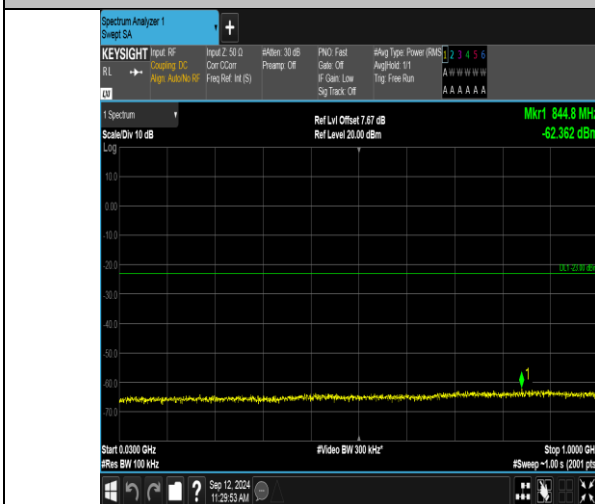 Spectrum Analyzer 1
Swept SA
+
KEYSIGHT Input: RF Input Z: 50 Ω #Atten: 30 dB PNO: Fast #Avg Type: Power (RMS 1 2 3 4 5 6
RL Coupling: DC Corr CCorr Preamp: Off Gate: Off Avg|Hold: 1/1 A W W W W W
Align: Auto/No RF Freq Ref: Int (S) IF Gain: Low Trig: Free Run
Sig Track: Off A A A A A A
1 Spectrum Ref Lvl Offset 7.67 dB Mkr1 844.8 MHz
Scale/Div 10 dB Ref Level 20.00 dBm -62.362 dBm
Log
10.0
0.00
-10.0
-20.0
DL1 -23.00 dBm
-30.0
-40.0
-50.0
1
-60.0
-70.0
Start 0.0300 GHz #Video BW 300 kHz* Stop 1.0000 GH
#Res BW 100 kHz #Sweep ~1.00 s (2001 pts
? Sep 12, 2024
11:29:53 AM